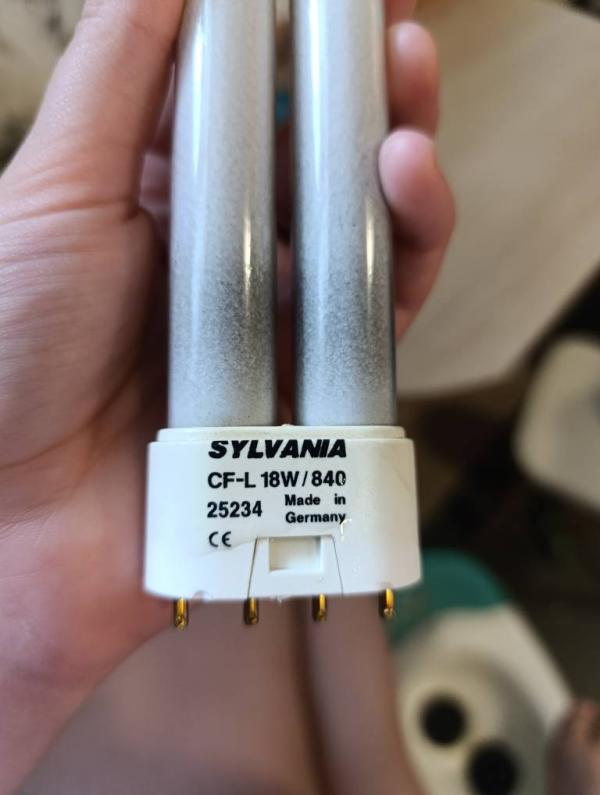 SYLVANIA
CF-L 18W/840
25234 Made in
Germany
CE